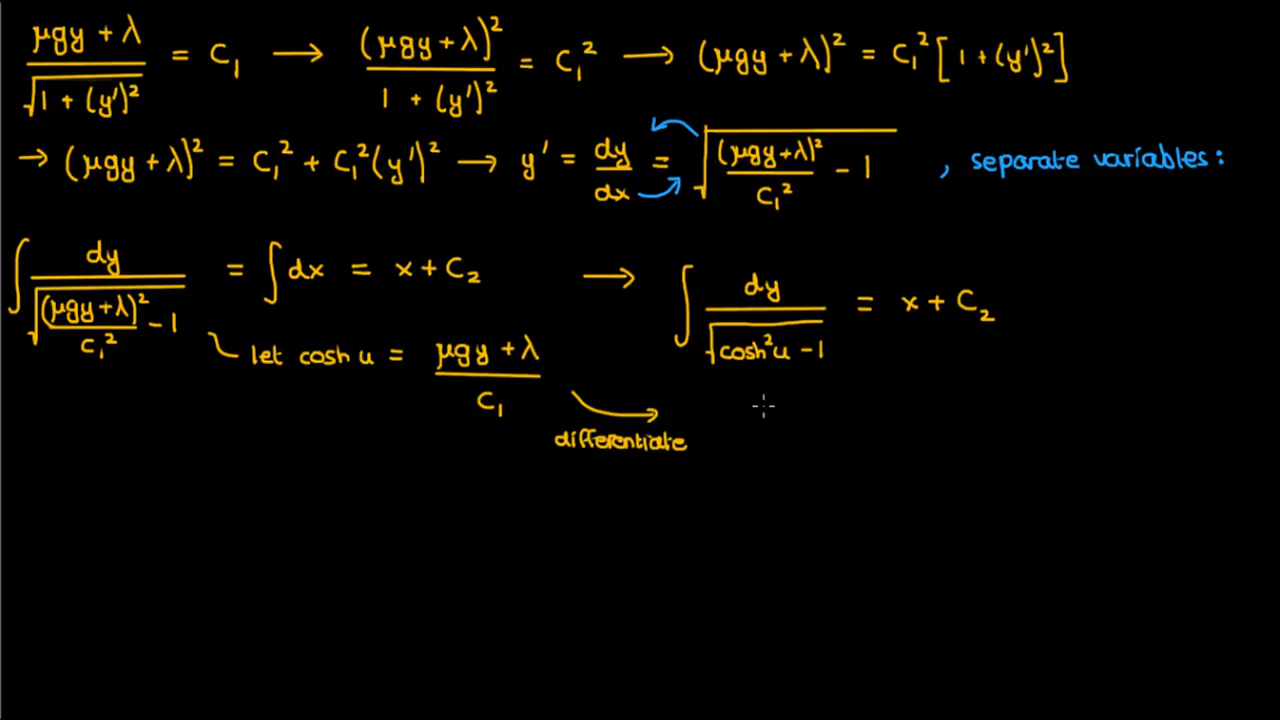 (μgy + λ)/√(1 + (y')²) = C₁ → (μgy + λ)²/(1 + (y')²) = C₁² → (μgy + λ)² = C₁²[1 + (y')²]
→ (μgy + λ)² = C₁² + C₁²(y')² → y' = dy/dx = √((μgy + λ)²/C₁² - 1) , separate variables:
∫ dy/√((μgy + λ)²/C₁² - 1) = ∫ dx = x + C₂ → ∫ dy/√(cosh²u - 1) = x + C₂
let cosh u = (μgy + λ)/C₁
differentiate